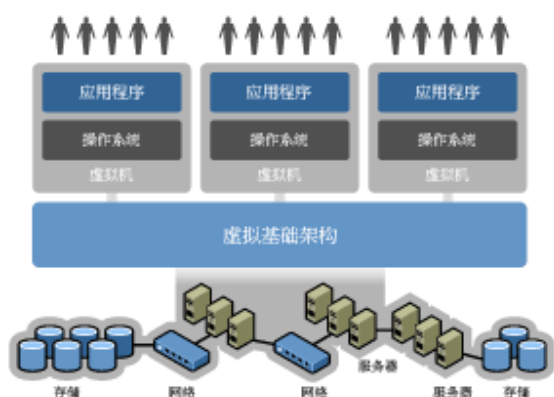 应用程序
应用程序
应用程序
操作系统
操作系统
操作系统
虚拟机
虚拟机
虚拟机
虚拟基础架构
服务器
存储
网络
网络
服务器
存储